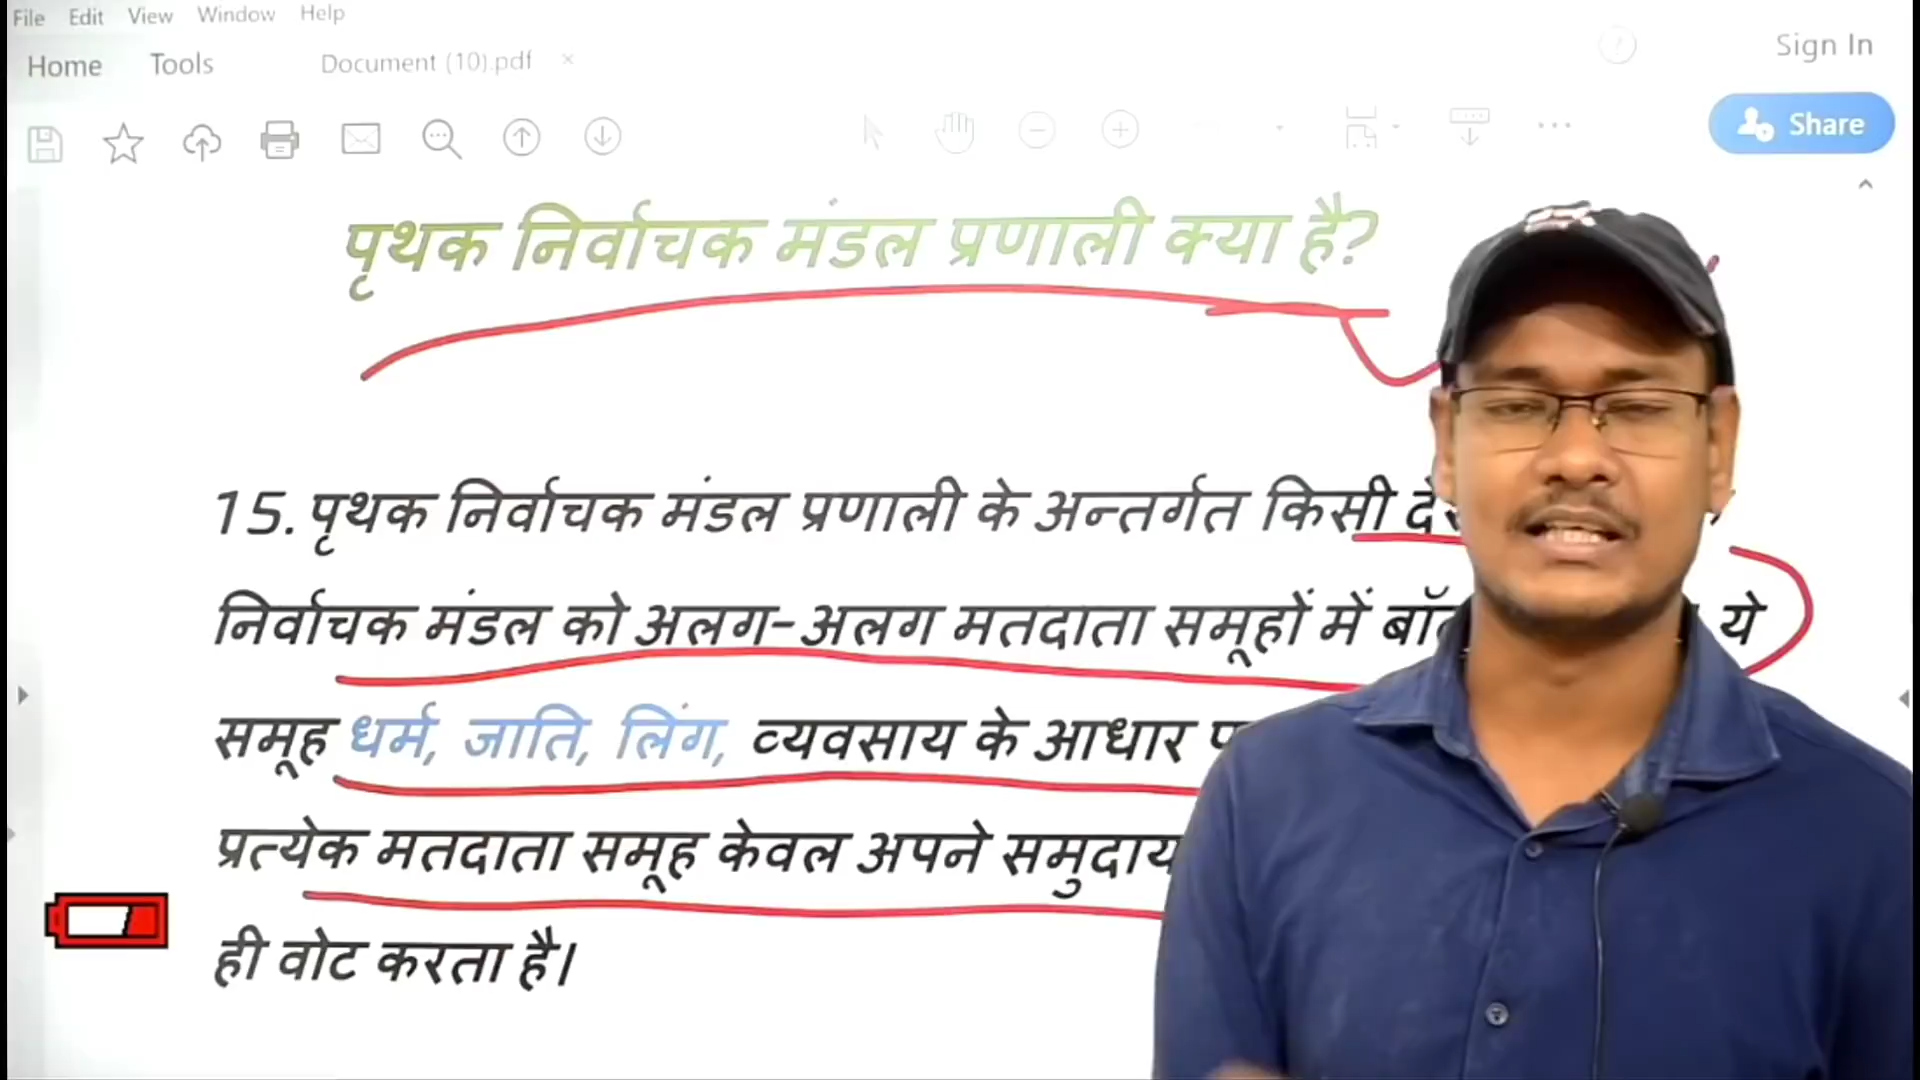 File Edit View Window Help
Home Tools Document (10).pdf × Sign In
Share
पृथक निर्वाचक मंडल प्रणाली क्या है?
15. पृथक निर्वाचक मंडल प्रणाली के अन्तर्गत किसी
निर्वाचक मंडल को अलग-अलग मतदाता समूहों में ये
समूह धर्म, जाति, लिंग, व्यवसाय के आधार
प्रत्येक मतदाता समूह केवल अपने समुदाय
ही वोट करता है।